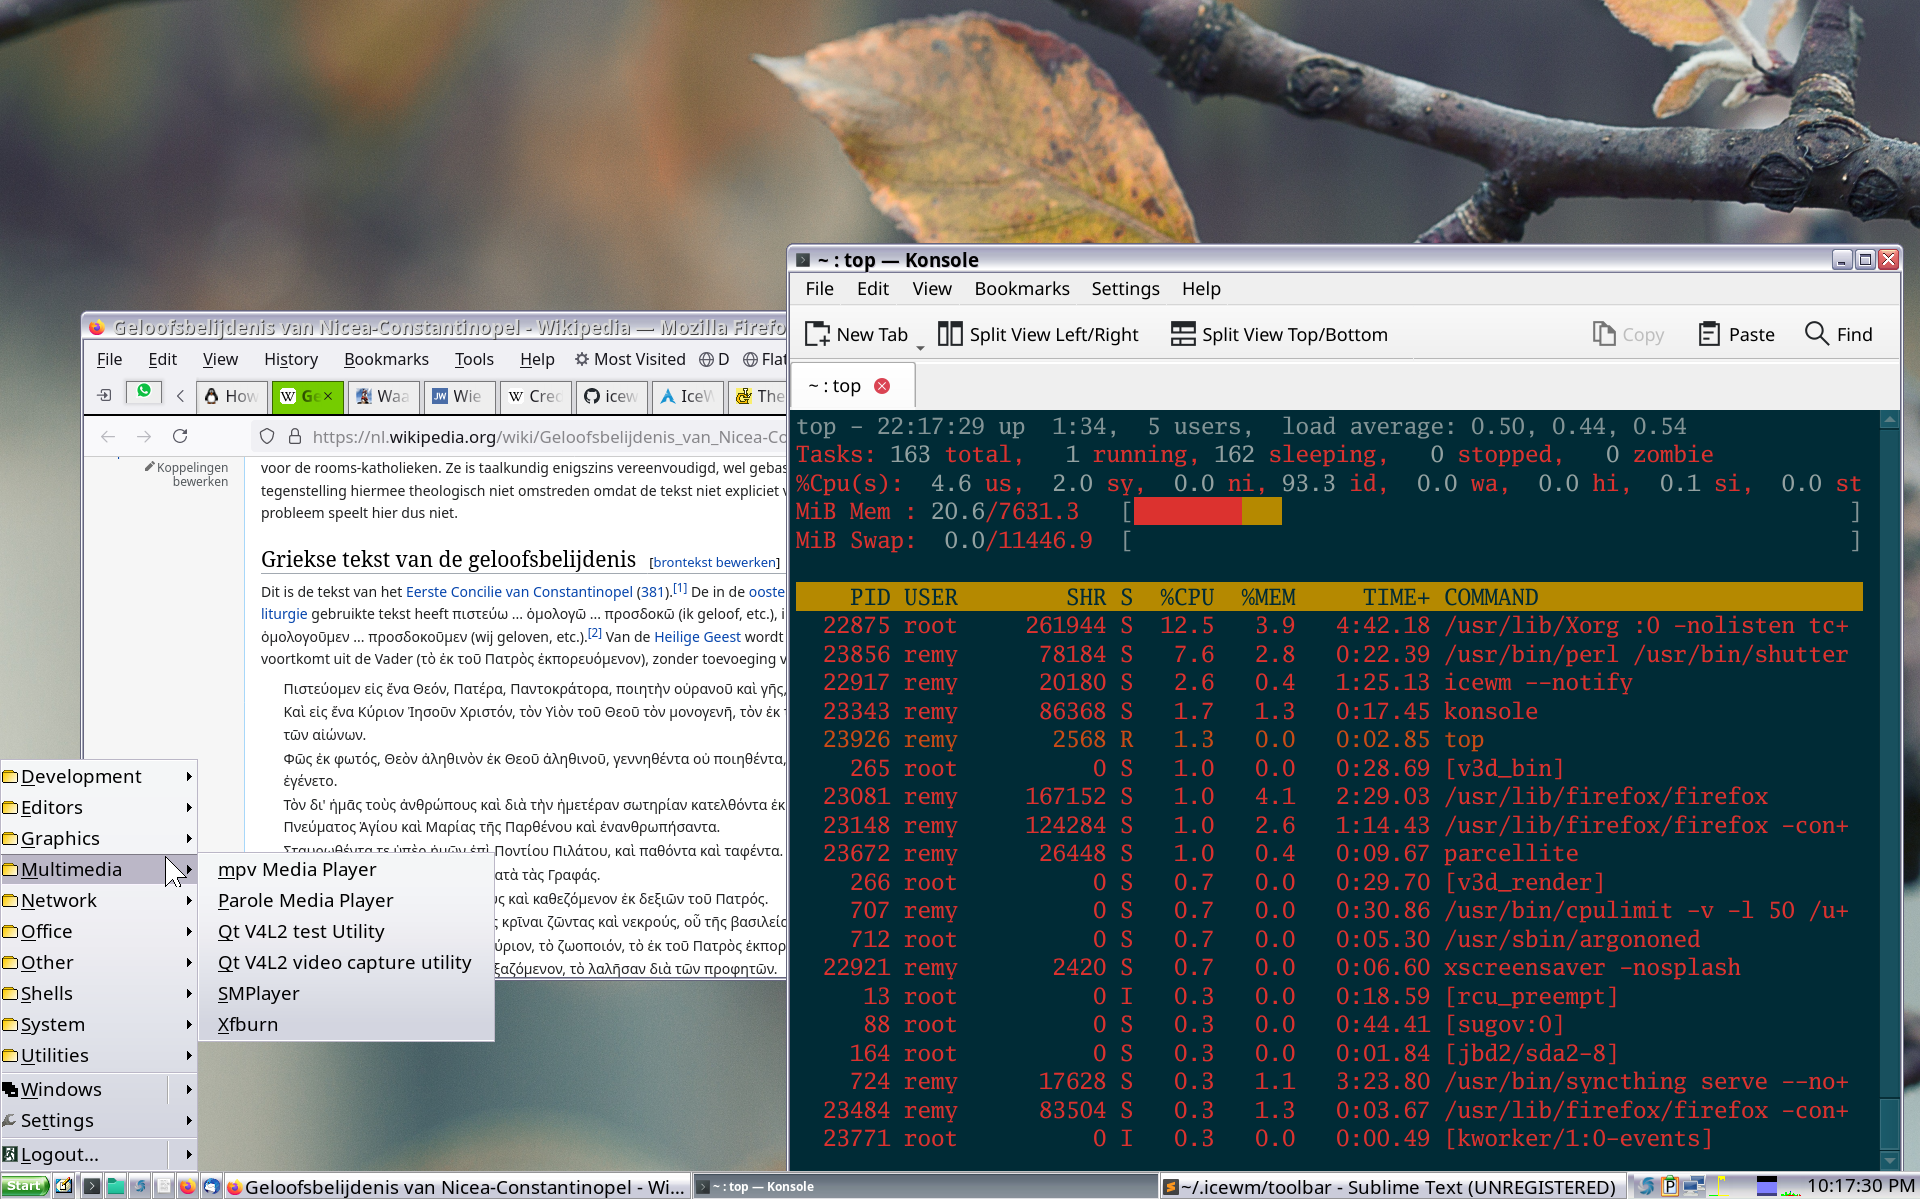 ~ : top — Konsole
File Edit View Bookmarks Settings Help
New Tab Split View Left/Right Split View Top/Bottom Copy Paste Find
~ : top
top - 22:17:29 up 1:34, 5 users, load average: 0.50, 0.44, 0.54
Tasks: 163 total, 1 running, 162 sleeping, 0 stopped, 0 zombie
%Cpu(s): 4.6 us, 2.0 sy, 0.0 ni, 93.3 id, 0.0 wa, 0.0 hi, 0.1 si, 0.0 st
MiB Mem : 20.6/7631.3 [ ]
MiB Swap: 0.0/11446.9 [ ]
PID USER SHR S %CPU %MEM TIME+ COMMAND
22875 root 261944 S 12.5 3.9 4:42.18 /usr/lib/Xorg :0 -nolisten tc+
23856 remy 78184 S 7.6 2.8 0:22.39 /usr/bin/perl /usr/bin/shutter
22917 remy 20180 S 2.6 0.4 1:25.13 icewm --notify
23343 remy 86368 S 1.7 1.3 0:17.45 konsole
23926 remy 2568 R 1.3 0.0 0:02.85 top
265 root 0 S 1.0 0.0 0:28.69 [v3d_bin]
23081 remy 167152 S 1.0 4.1 2:29.03 /usr/lib/firefox/firefox
23148 remy 124284 S 1.0 2.6 1:14.43 /usr/lib/firefox/firefox -con+
23672 remy 26448 S 1.0 0.4 0:09.67 parcellite
266 root 0 S 0.7 0.0 0:29.70 [v3d_render]
707 root 0 S 0.7 0.0 0:30.86 /usr/bin/cpulimit -v -l 50 /u+
712 root 0 S 0.7 0.0 0:05.30 /usr/sbin/argononed
22921 remy 2420 S 0.7 0.0 0:06.60 xscreensaver -nosplash
13 root 0 I 0.3 0.0 0:18.59 [rcu_preempt]
88 root 0 S 0.3 0.0 0:44.41 [sugov:0]
164 root 0 S 0.3 0.0 0:01.84 [jbd2/sda2-8]
724 remy 17628 S 0.3 1.1 3:23.80 /usr/bin/syncthing serve --no+
23484 remy 83504 S 0.3 1.3 0:03.67 /usr/lib/firefox/firefox -con+
23771 root 0 I 0.3 0.0 0:00.49 [kworker/1:0-events]
Geloofsbelijdenis van Nicea-Constantinopel - Wikipedia — Mozilla Firefo
File Edit View History Bookmarks Tools Help Most Visited D Flat
How Ge Waa Wie Crec icew IceW The
https://nl.wikipedia.org/wiki/Geloofsbelijdenis_van_Nicea-Co
Koppelingen
bewerken
voor de rooms-katholieken. Ze is taalkundig enigszins vereenvoudigd, wel gebas
tegenstelling hiermee theologisch niet omstreden omdat de tekst niet expliciet v
probleem speelt hier dus niet.
Griekse tekst van de geloofsbelijdenis [brontekst bewerken]
Dit is de tekst van het Eerste Concilie van Constantinopel (381).[1] De in de ooste
liturgie gebruikte tekst heeft πιστεύω ... ὁμολογῶ ... προσδοκῶ (ik geloof, etc.), i
ὁμολογοῦμεν ... προσδοκοῦμεν (wij geloven, etc.).[2] Van de Heilige Geest wordt
voortkomt uit de Vader (τὸ ἐκ τοῦ Πατρὸς ἐκπορευόμενον), zonder toevoeging v
Πιστεύομεν εἰς ἕνα Θεόν, Πατέρα, Παντοκράτορα, ποιητὴν οὐρανοῦ καὶ γῆς,
Καὶ εἰς ἕνα Κύριον Ἰησοῦν Χριστόν, τὸν Υἱὸν τοῦ Θεοῦ τὸν μονογενῆ, τὸν ἐκ τ
τῶν αἰώνων.
Φῶς ἐκ φωτός, Θεὸν ἀληθινὸν ἐκ Θεοῦ ἀληθινοῦ, γεννηθέντα οὐ ποιηθέντα,
ἐγένετο.
Τὸν δι' ἡμᾶς τοὺς ἀνθρώπους καὶ διὰ τὴν ἡμετέραν σωτηρίαν κατελθόντα ἐκ
Πνεύματος Ἁγίου καὶ Μαρίας τῆς Παρθένου καὶ ἐνανθρωπήσαντα.
Σταυρωθέντα τε ὑπὲρ ἡμῶν ἐπὶ Ποντίου Πιλάτου, καὶ παθόντα καὶ ταφέντα.
ατὰ τὰς Γραφάς.
ὺς καὶ καθεζόμενον ἐκ δεξιῶν τοῦ Πατρός.
ς κρῖναι ζῶντας καὶ νεκρούς, οὗ τῆς βασιλείας
ύριον, τὸ ζωοποιόν, τὸ ἐκ τοῦ Πατρὸς ἐκπορ
ξαζόμενον, τὸ λαλῆσαν διὰ τῶν προφητῶν.
Development
Editors
Graphics
Multimedia
Network
Office
Other
Shells
System
Utilities
Windows
Settings
Logout...
mpv Media Player
Parole Media Player
Qt V4L2 test Utility
Qt V4L2 video capture utility
SMPlayer
Xfburn
Start Geloofsbelijdenis van Nicea-Constantinopel - Wi... ~ : top — Konsole ~/.icewm/toolbar - Sublime Text (UNREGISTERED) 10:17:30 PM